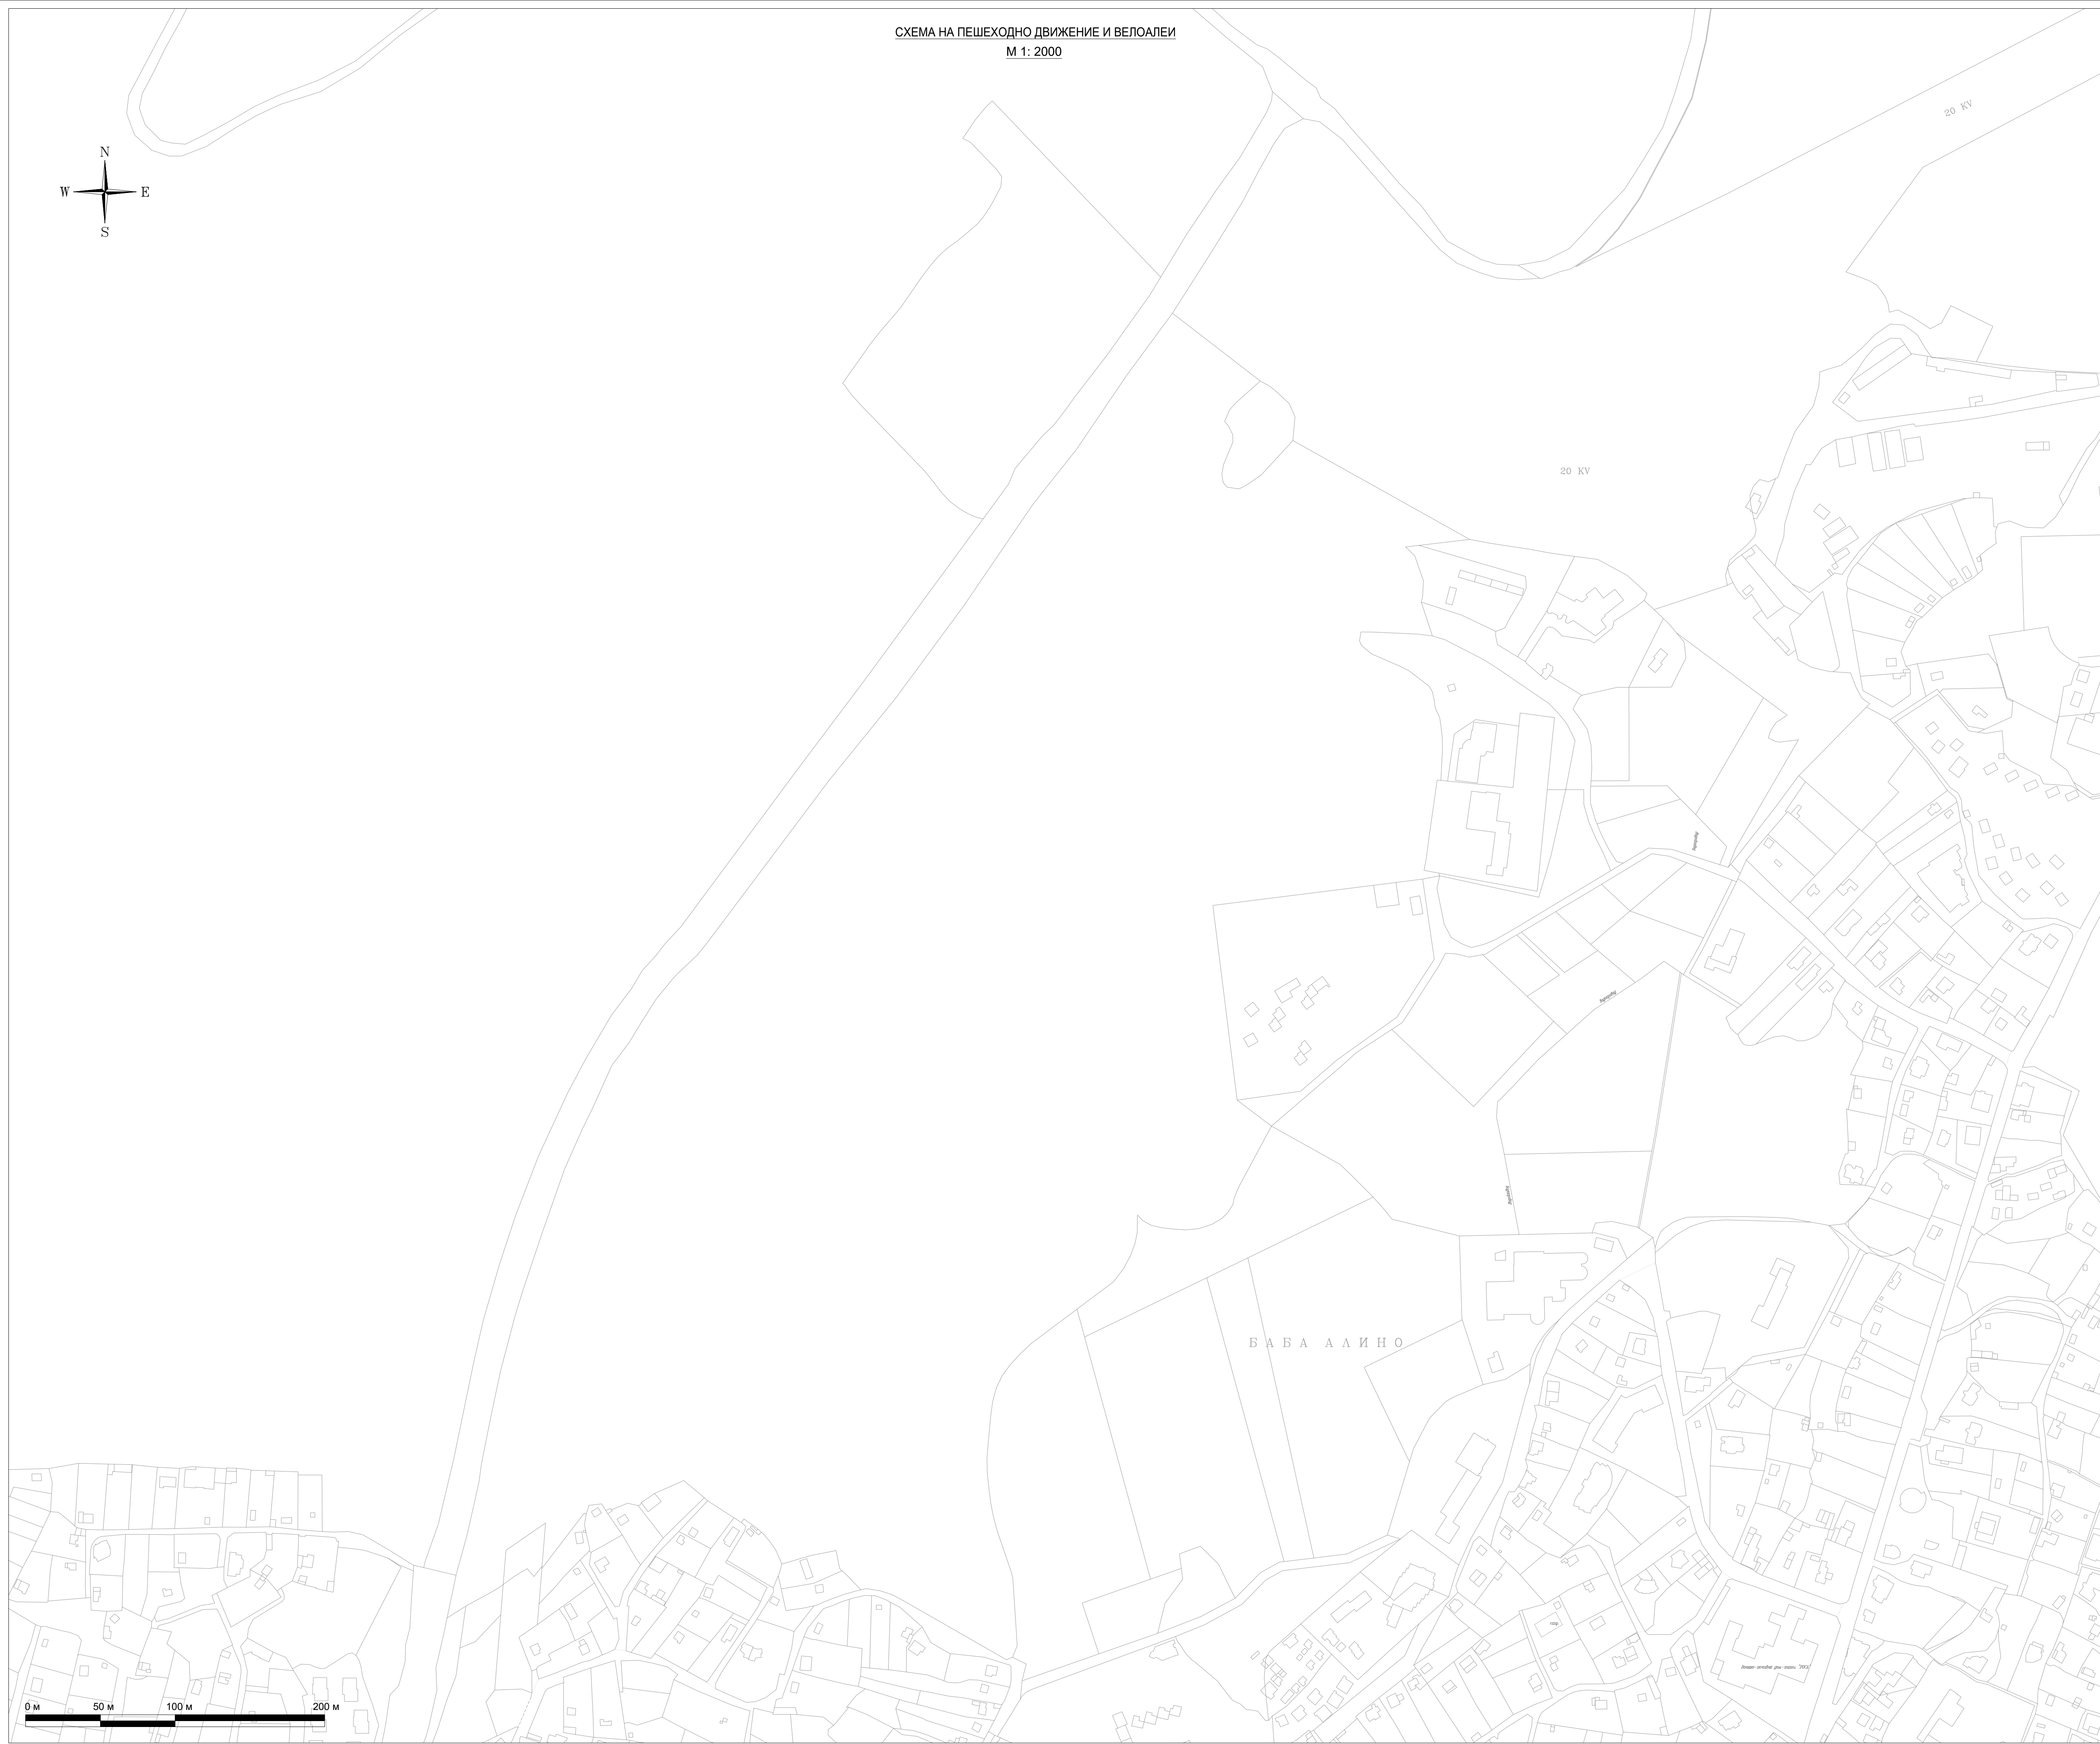 СХЕМА НА ПЕШЕХОДНО ДВИЖЕНИЕ И ВЕЛОАЛЕИ
М 1: 2000
20 KV
N
W E
S
20 KV
БАБА АЛИНО
0 м 50 м 100 м 200 м